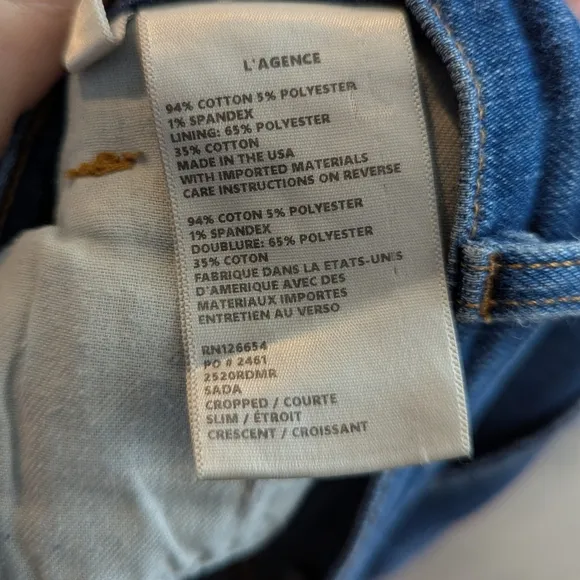 L'AGENCE
94% COTTON 5% POLYESTER
1% SPANDEX
LINING: 65% POLYESTER
35% COTTON
MADE IN THE USA
WITH IMPORTED MATERIALS
CARE INSTRUCTIONS ON REVERSE
94% COTON 5% POLYESTER
1% SPANDEX
DOUBLURE: 65% POLYESTER
35% COTON
FABRIQUE DANS LA ETATS-UNES
D'AMERIQUE AVEC DES
MATERIAUX IMPORTES
ENTRETIEN AU VERSO
RN126654
PO # 2461
2520RDMR
SADA
CROPPED / COURTE
SLIM / ÉTROIT
CRESCENT / CROISSANT